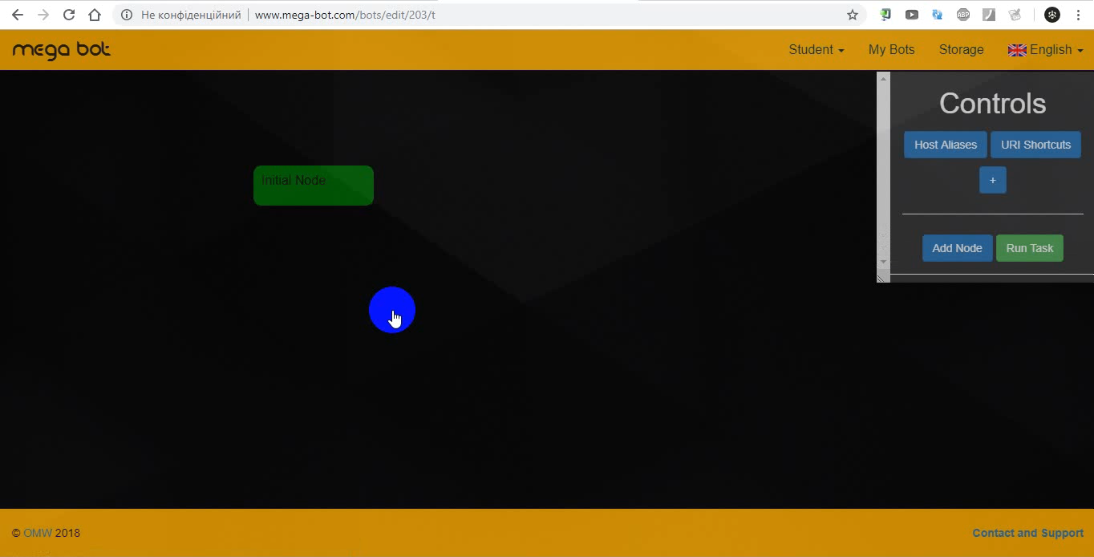 Не конфіденційний www.mega-bot.com/bots/edit/203/t
ABP
mega bot Student My Bots Storage English
Controls
Host Aliases URI Shortcuts
+
Initial Node
Add Node Run Task
© OMW 2018 Contact and Support